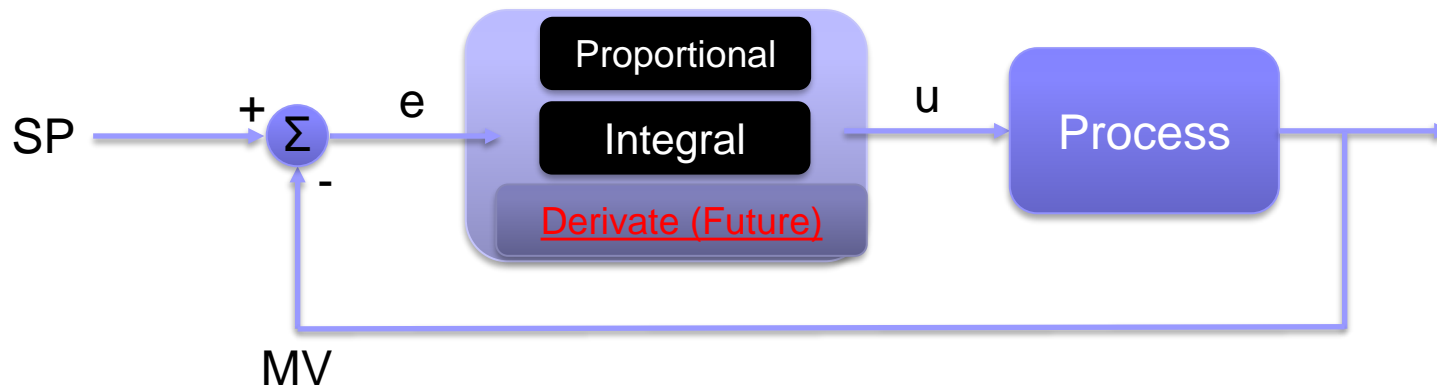 Proportional
SP
+
Σ
-
e
Integral
Derivate (Future)
u
Process
MV